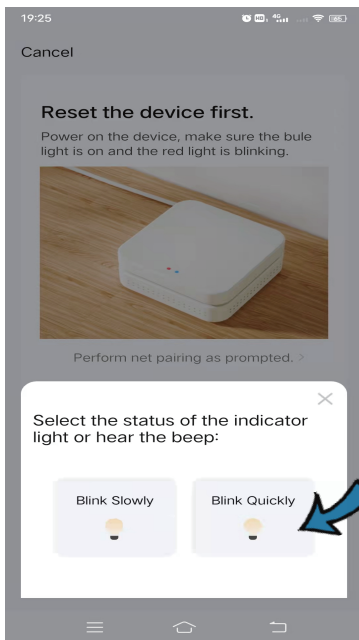 19:25
HD 4G
Cancel
Reset the device first.
Power on the device, make sure the bule
light is on and the red light is blinking.
Perform net pairing as prompted. >
Select the status of the indicator
light or hear the beep:
Blink Slowly
Blink Quickly